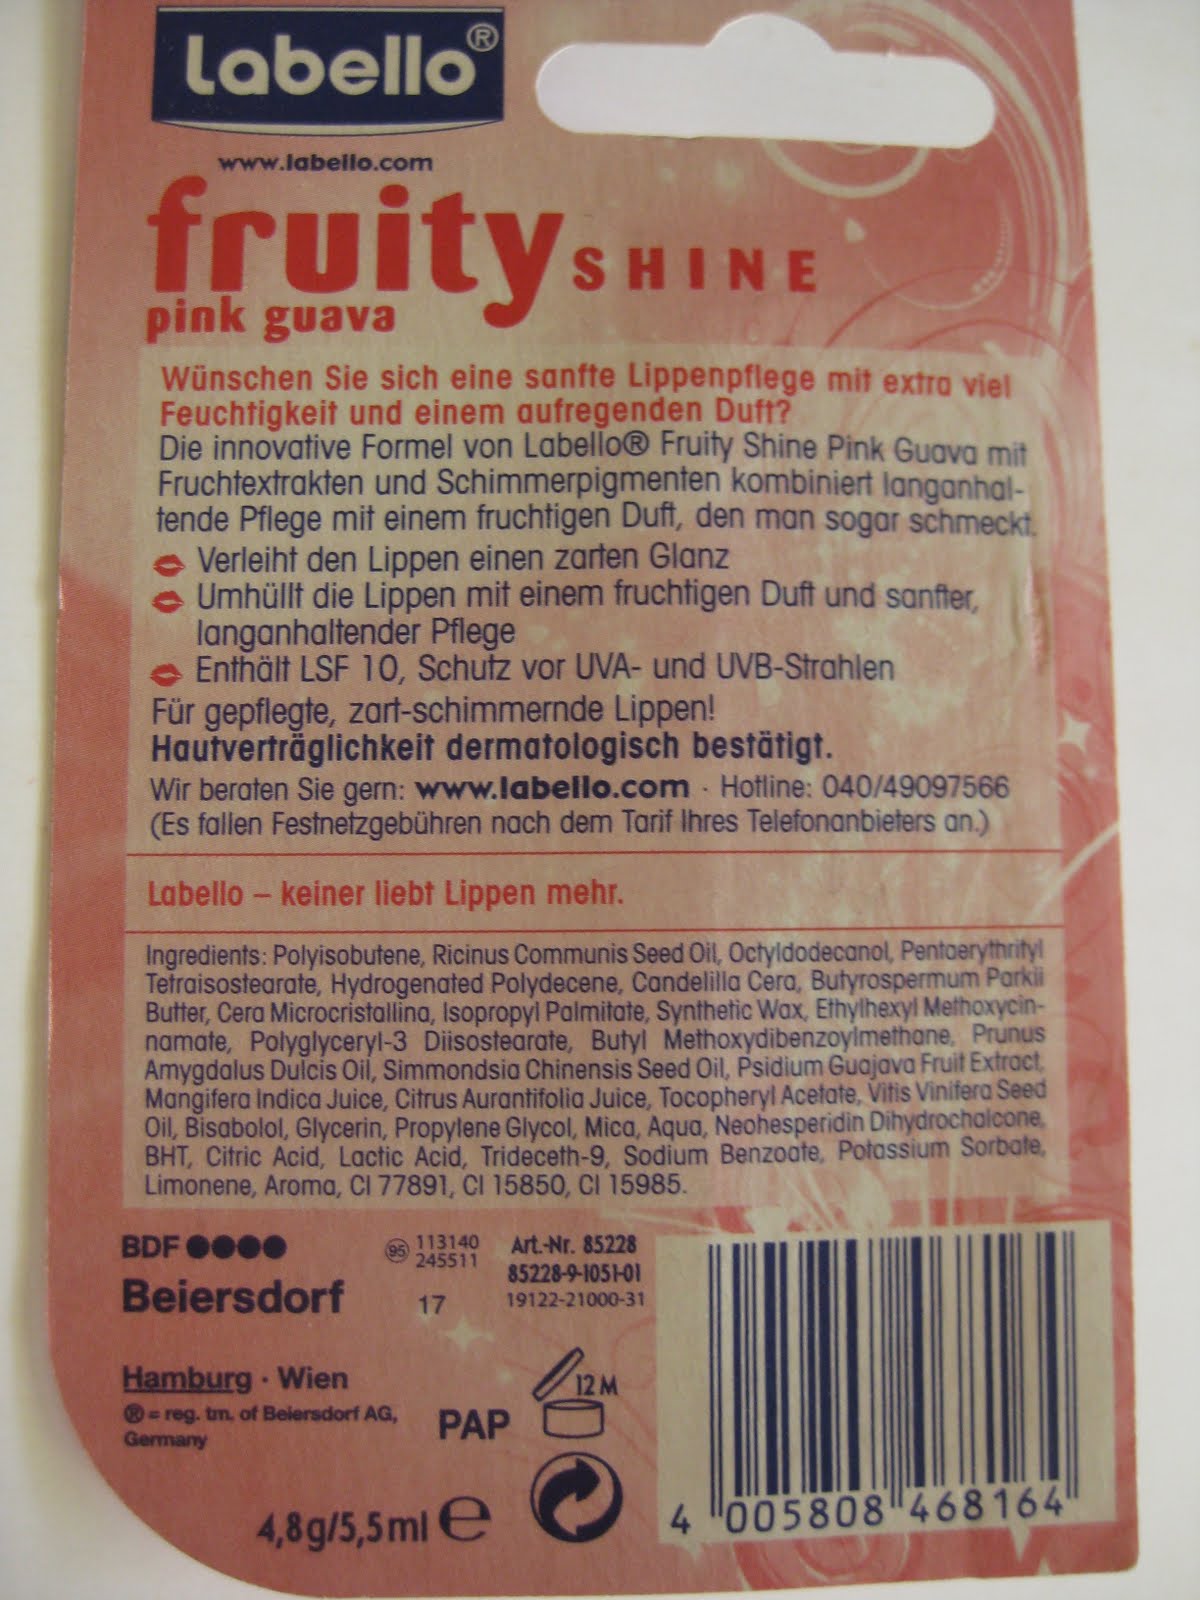 Labello®
www.labello.com
fruity SHINE
pink guava
Wünschen Sie sich eine sanfte Lippenpflege mit extra viel
Feuchtigkeit und einem aufregenden Duft?
Die innovative Formel von Labello® Fruity Shine Pink Guava mit
Fruchtextrakten und Schimmerpigmenten kombiniert langanhal-
tende Pflege mit einem fruchtigen Duft, den man sogar schmeckt.
Verleiht den Lippen einen zarten Glanz
Umhüllt die Lippen mit einem fruchtigen Duft und sanfter,
langanhaltender Pflege
Enthält LSF 10, Schutz vor UVA- und UVB-Strahlen
Für gepflegte, zart-schimmernde Lippen!
Hautverträglichkeit dermatologisch bestätigt.
Wir beraten Sie gern: www.labello.com · Hotline: 040/49097566
(Es fallen Festnetzgebühren nach dem Tarif Ihres Telefonanbieters an.)
Labello – keiner liebt Lippen mehr.
Ingredients: Polyisobutene, Ricinus Communis Seed Oil, Octyldodecanol, Pentaerythrityl
Tetraisostearate, Hydrogenated Polydecene, Candelilla Cera, Butyrospermum Parkii
Butter, Cera Microcristallina, Isopropyl Palmitate, Synthetic Wax, Ethylhexyl Methoxycin-
namate, Polyglyceryl-3 Diisostearate, Butyl Methoxydibenzoylmethane, Prunus
Amygdalus Dulcis Oil, Simmondsia Chinensis Seed Oil, Psidium Guajava Fruit Extract,
Mangifera Indica Juice, Citrus Aurantifolia Juice, Tocopheryl Acetate, Vitis Vinifera Seed
Oil, Bisabolol, Glycerin, Propylene Glycol, Mica, Aqua, Neohesperidin Dihydrochalcone,
BHT, Citric Acid, Lactic Acid, Trideceth-9, Sodium Benzoate, Potassium Sorbate,
Limonene, Aroma, CI 77891, CI 15850, CI 15985.
BDF ●●●●
Beiersdorf
95 113140
245511
17
Art.-Nr. 85228
85228-9-1051-01
19122-21000-31
Hamburg · Wien
® = reg. tm. of Beiersdorf AG,
Germany
PAP
12 M
4,8g/5,5ml e
4 005808 468164